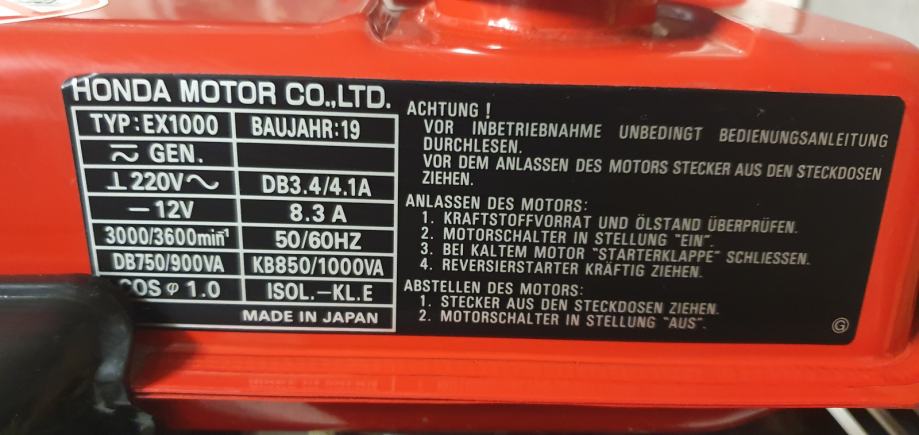 HONDA MOTOR CO.,LTD.
TYP:EX1000 BAUJAHR:19
⎓ GEN.
⊥220V~ DB3.4/4.1A
—12V 8.3 A
3000/3600min⁻¹ 50/60HZ
DB750/900VA KB850/1000VA
COS φ 1.0 ISOL.—KL.E
MADE IN JAPAN
ACHTUNG !
VOR INBETRIEBNAHME UNBEDINGT BEDIENUNGSANLEITUNG
DURCHLESEN.
VOR DEM ANLASSEN DES MOTORS STECKER AUS DEN STECKDOSEN
ZIEHEN.
ANLASSEN DES MOTORS:
1. KRAFTSTOFFVORRAT UND ÖLSTAND ÜBERPRÜFEN.
2. MOTORSCHALTER IN STELLUNG "EIN".
3. BEI KALTEM MOTOR "STARTERKLAPPE" SCHLIESSEN.
4. REVERSIERSTARTER KRÄFTIG ZIEHEN.
ABSTELLEN DES MOTORS:
1. STECKER AUS DEN STECKDOSEN ZIEHEN.
2. MOTORSCHALTER IN STELLUNG "AUS".
Ⓖ